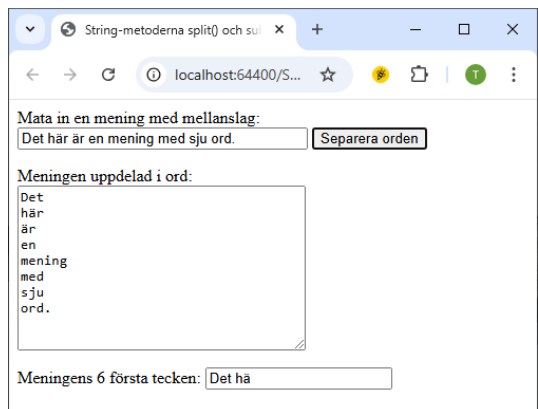 String-metoderna split() och sul
localhost:64400/S...
T
Mata in en mening med mellanslag:
Det här är en mening med sju ord. Separera orden
Meningen uppdelad i ord:
Det
här
är
en
mening
med
sju
ord.
Meningens 6 första tecken: Det hä